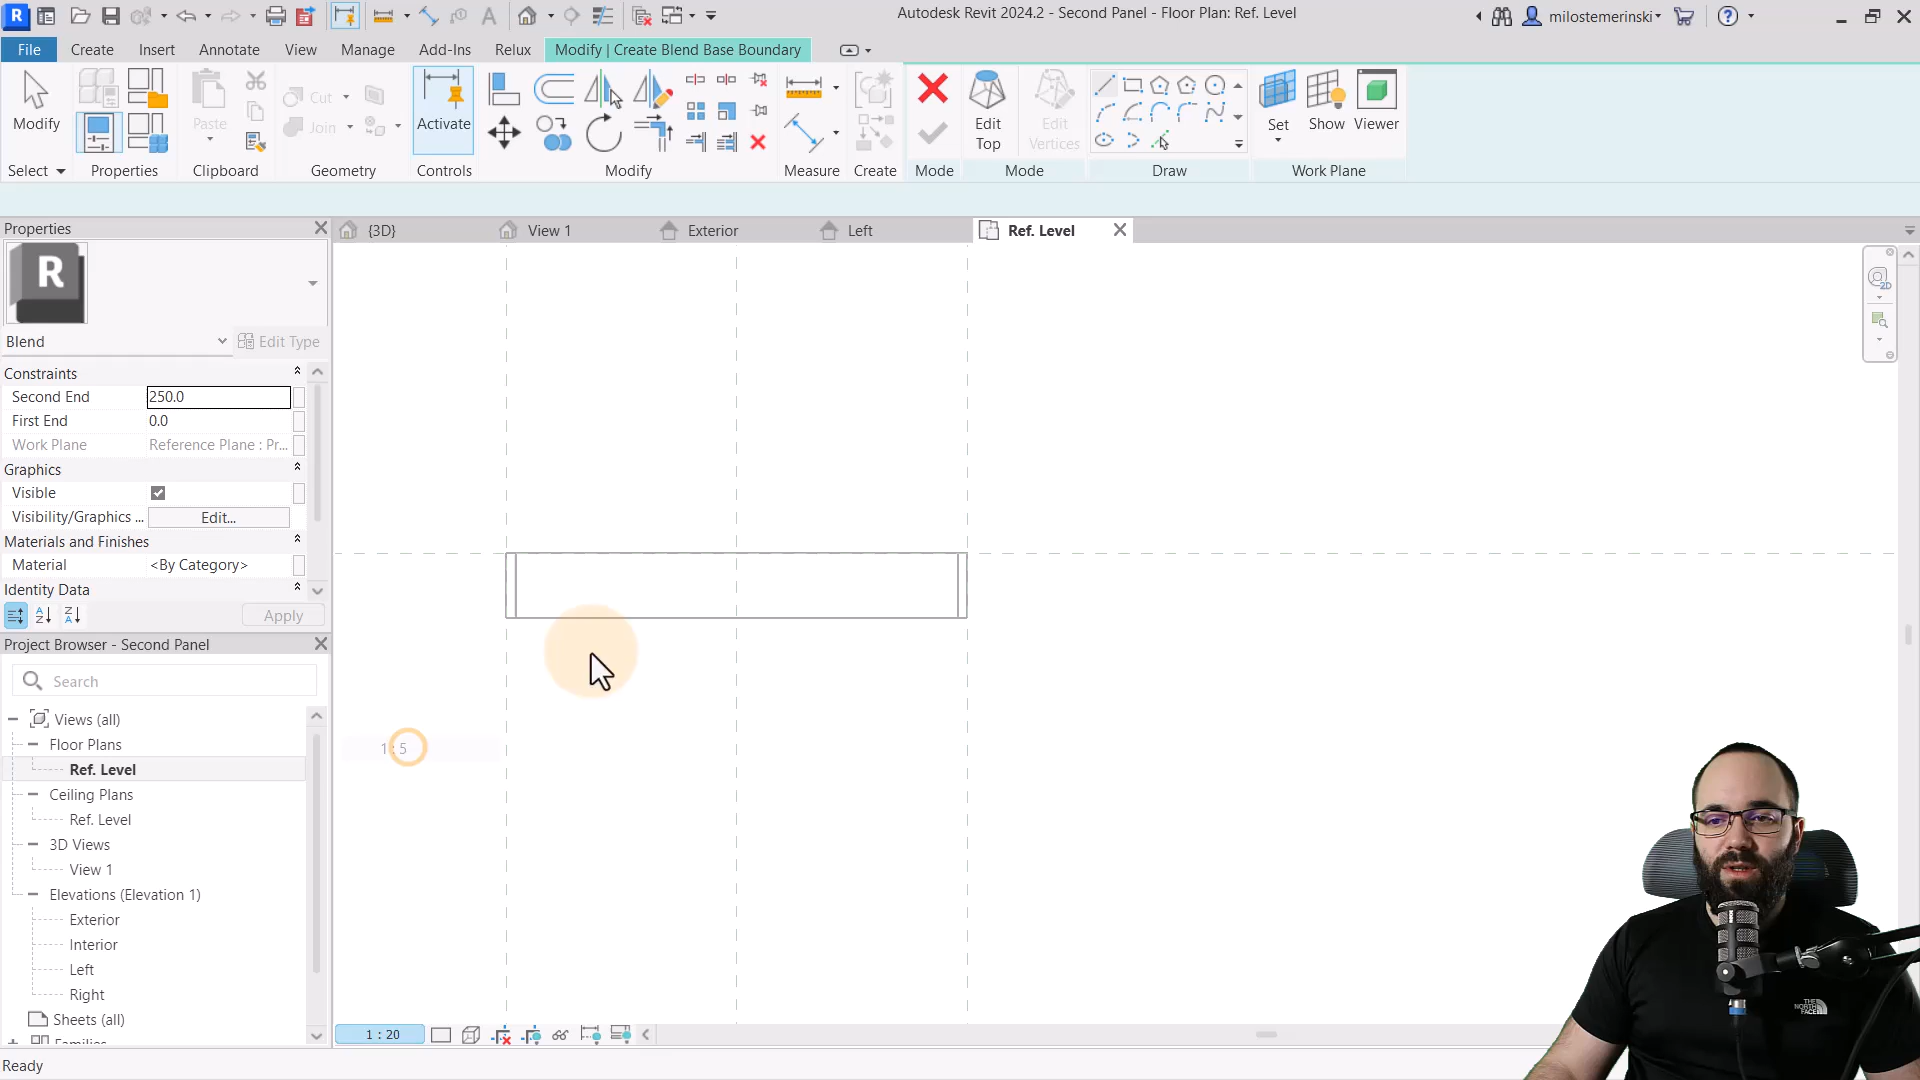 Autodesk Revit 2024.2 - Second Panel - Floor Plan: Ref. Level
milostemerinski
File
Create
Insert
Annotate
View
Manage
Add-Ins
Relux
Modify | Create Blend Base Boundary
Modify
Paste
Cut
Join
Activate
Edit Top
Edit Vertices
Set
Show
Viewer
Select
Properties
Clipboard
Geometry
Controls
Modify
Measure
Create
Mode
Mode
Draw
Work Plane
Properties
{3D}
View 1
Exterior
Left
Ref. Level
R
Blend
Edit Type
Constraints
Second End 250.0
First End 0.0
Work Plane Reference Plane : Pr...
Graphics
Visible
Visibility/Graphics ... Edit...
Materials and Finishes
Material <By Category>
Identity Data
Apply
Project Browser - Second Panel
Search
Views (all)
Floor Plans
Ref. Level
Ceiling Plans
Ref. Level
3D Views
View 1
Elevations (Elevation 1)
Exterior
Interior
Left
Right
Sheets (all)
Families
1 : 5
1 : 20
Ready
THE NORTH FACE